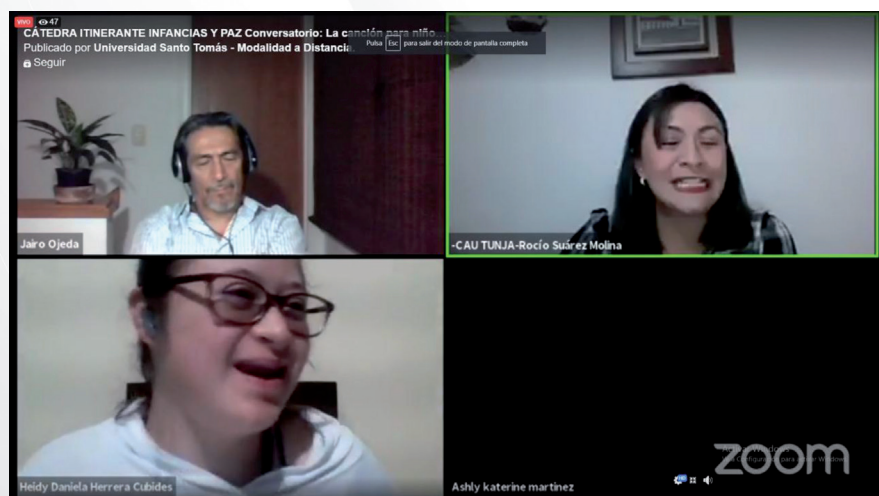 VIVO 47
CÁTEDRA ITINERANTE INFANCIAS Y PAZ Conversatorio: La canción para niño...
Publicado por Universidad Santo Tomás - Modalidad a Distancia.
Seguir
Pulsa Esc para salir del modo de pantalla completa
Jairo Ojeda
-CAU TUNJA-Rocío Suárez Molina
Heidy Daniela Herrera Cubides
Ashly katerine martinez
zoom